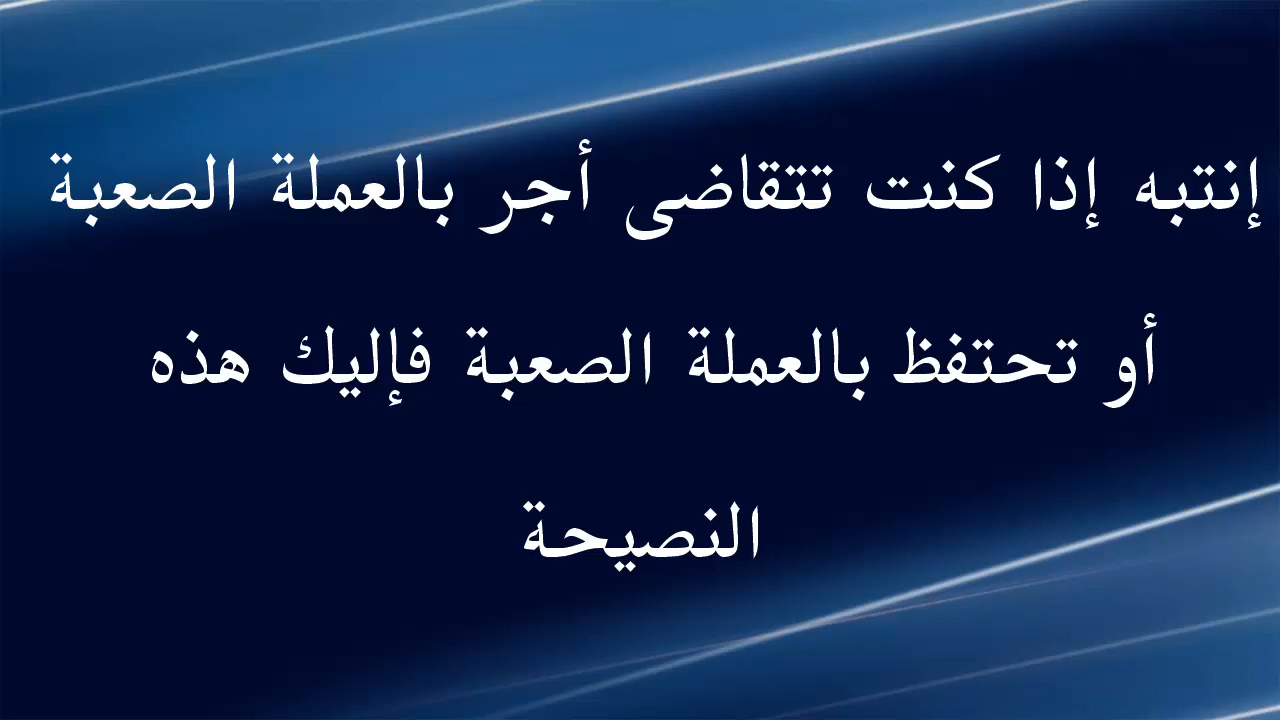 إنتبه إذا كنت تتقاضى أجر بالعملة الصعبة
أو تحتفظ بالعملة الصعبة فإليك هذه
النصيحة